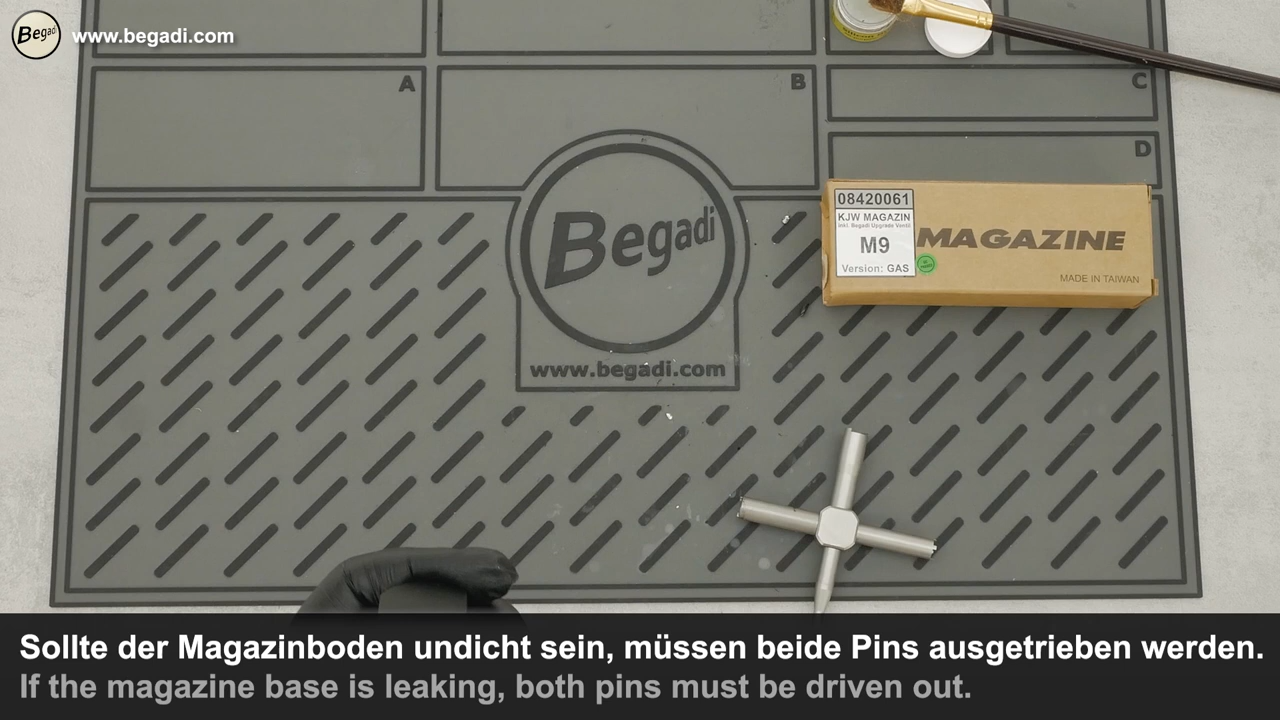 Begadi
www.begadi.com
A
B
C
D
Begadi
www.begadi.com
08420061
KJW MAGAZIN
inkl. Begadi Upgrade Ventil
M9
Version: GAS
MAGAZINE
MADE IN TAIWAN
Sollte der Magazinboden undicht sein, müssen beide Pins ausgetrieben werden.
If the magazine base is leaking, both pins must be driven out.